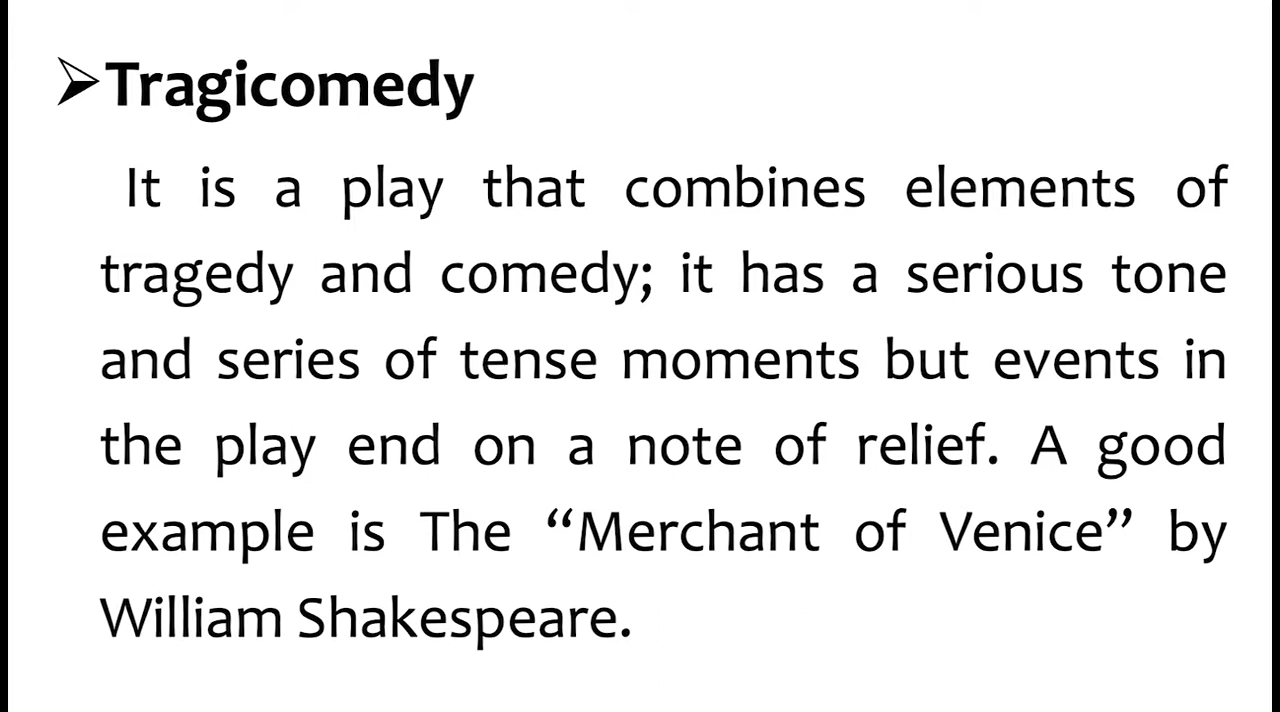 ➢Tragicomedy
It is a play that combines elements of
tragedy and comedy; it has a serious tone
and series of tense moments but events in
the play end on a note of relief. A good
example is The “Merchant of Venice” by
William Shakespeare.